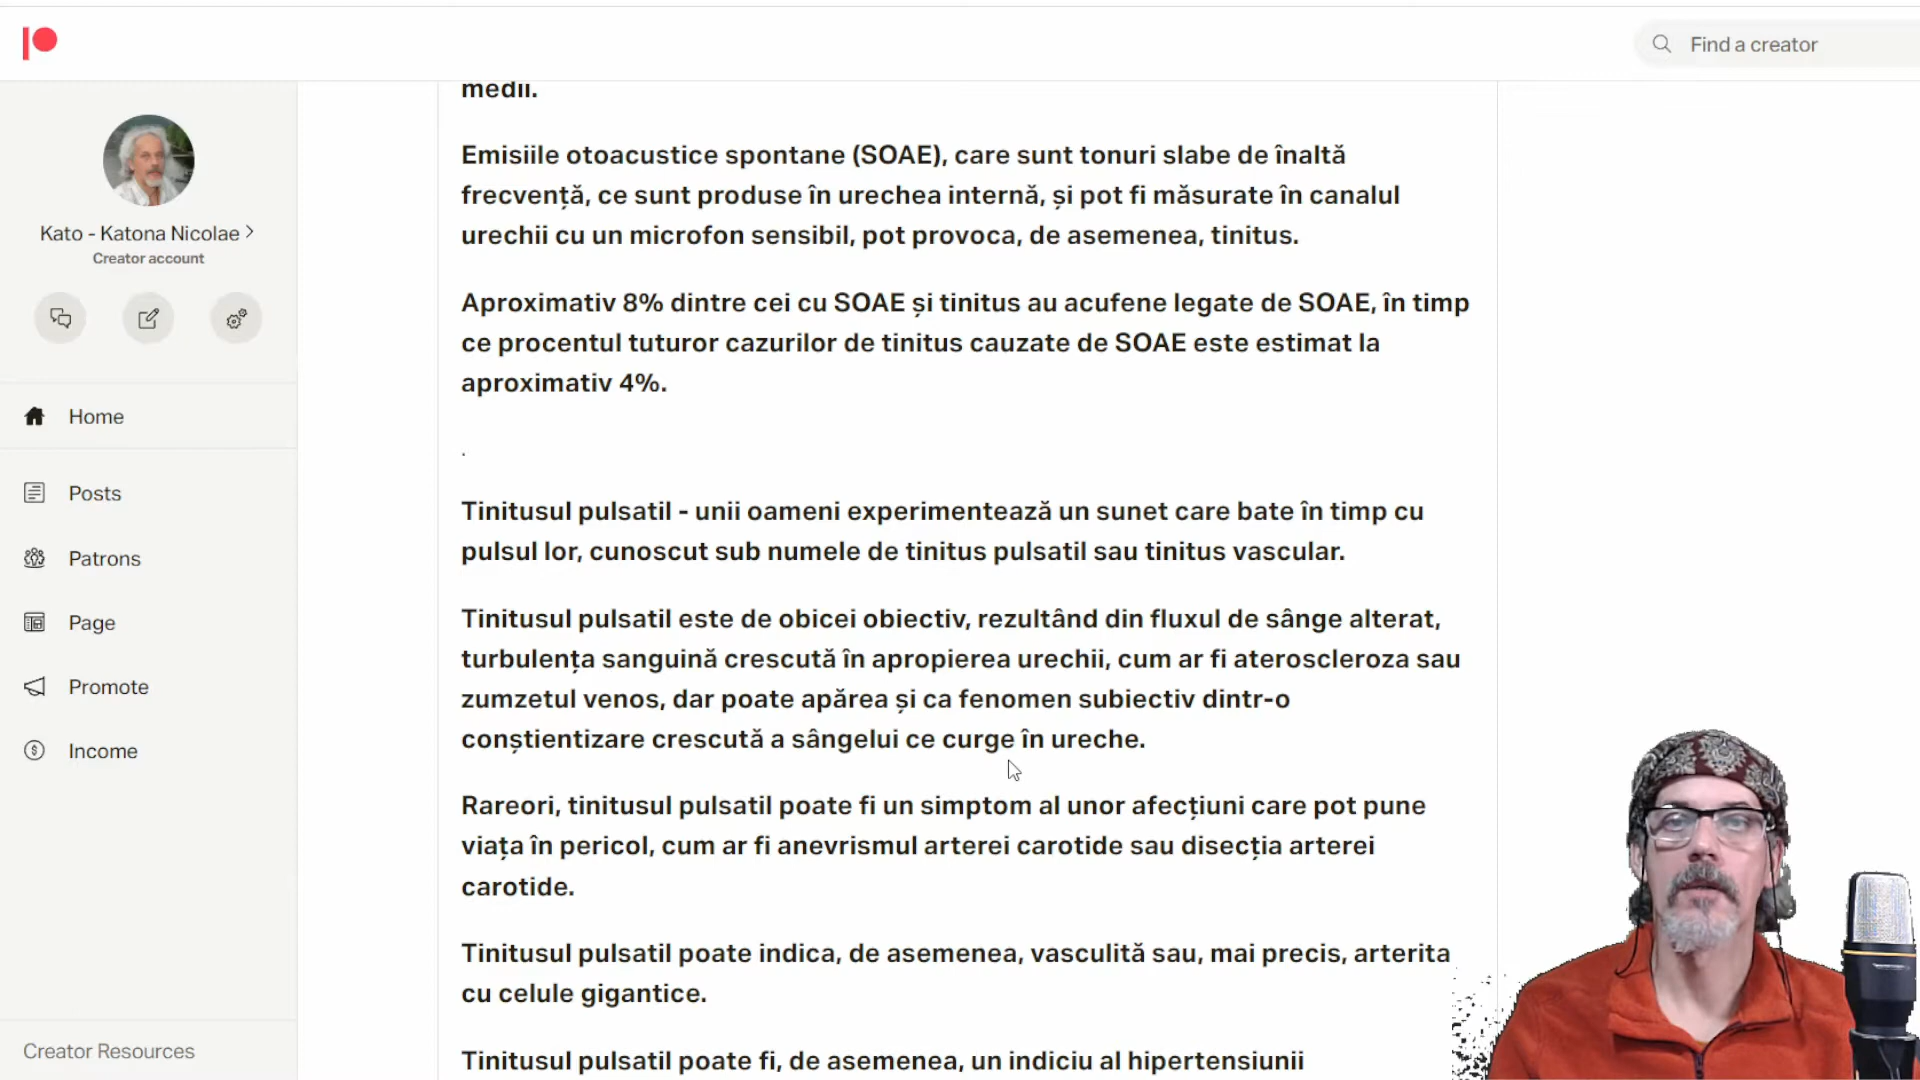 Find a creator
Kato - Katona Nicolae
Creator account
Home
Posts
Patrons
Page
Promote
Income
Creator Resources
medii.
Emisiile otoacustice spontane (SOAE), care sunt tonuri slabe de înaltă
frecvență, ce sunt produse în urechea internă, și pot fi măsurate în canalul
urechii cu un microfon sensibil, pot provoca, de asemenea, tinitus.
Aproximativ 8% dintre cei cu SOAE și tinitus au acufene legate de SOAE, în timp
ce procentul tuturor cazurilor de tinitus cauzate de SOAE este estimat la
aproximativ 4%.
.
Tinitusul pulsatil - unii oameni experimentează un sunet care bate în timp cu
pulsul lor, cunoscut sub numele de tinitus pulsatil sau tinitus vascular.
Tinitusul pulsatil este de obicei obiectiv, rezultând din fluxul de sânge alterat,
turbulența sanguină crescută în apropierea urechii, cum ar fi ateroscleroza sau
zumzetul venos, dar poate apărea și ca fenomen subiectiv dintr-o
conștientizare crescută a sângelui ce curge în ureche.
Rareori, tinitusul pulsatil poate fi un simptom al unor afecțiuni care pot pune
viața în pericol, cum ar fi anevrismul arterei carotide sau disecția arterei
carotide.
Tinitusul pulsatil poate indica, de asemenea, vasculită sau, mai precis, arterita
cu celule gigantice.
Tinitusul pulsatil poate fi, de asemenea, un indiciu al hipertensiunii